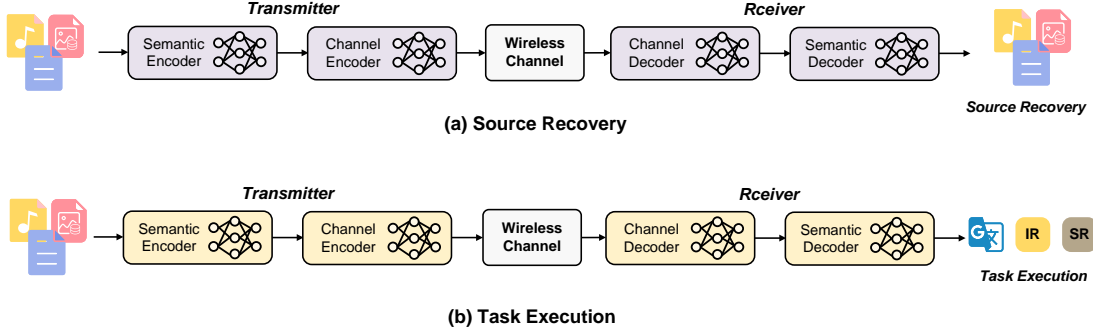 Transmitter
Rceiver
Semantic
Encoder
Channel
Encoder
Wireless
Channel
Channel
Decoder
Semantic
Decoder
Source Recovery
(a) Source Recovery
Transmitter
Rceiver
Semantic
Encoder
Channel
Encoder
Wireless
Channel
Channel
Decoder
Semantic
Decoder
G
文
IR
SR
Task Execution
(b) Task Execution